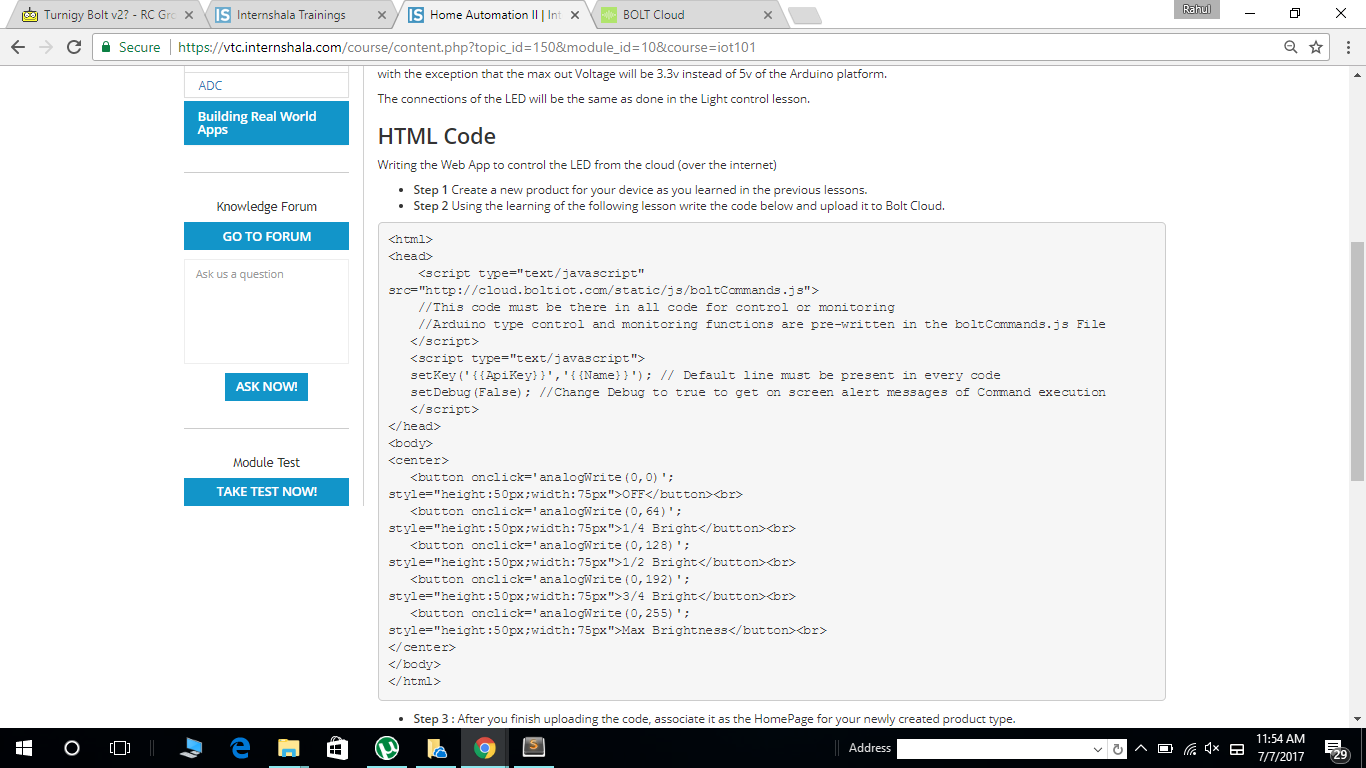 Turnigy Bolt v2? - RC Gro
Internshala Trainings
Home Automation II | Int
BOLT Cloud
Rahul
Secure
https://vtc.internshala.com/course/content.php?topic_id=150&module_id=10&course=iot101
ADC
Building Real World
Apps
Knowledge Forum
GO TO FORUM
Ask us a question
ASK NOW!
Module Test
TAKE TEST NOW!
with the exception that the max out Voltage will be 3.3v instead of 5v of the Arduino platform.
The connections of the LED will be the same as done in the Light control lesson.
HTML Code
Writing the Web App to control the LED from the cloud (over the internet)
• Step 1 Create a new product for your device as you learned in the previous lessons.
• Step 2 Using the learning of the following lesson write the code below and upload it to Bolt Cloud.
<html>
<head>
    <script type="text/javascript"
src="http://cloud.boltiot.com/static/js/boltCommands.js">
    //This code must be there in all code for control or monitoring
    //Arduino type control and monitoring functions are pre-written in the boltCommands.js File
   </script>
   <script type="text/javascript">
   setKey('{{ApiKey}}','{{Name}}'); // Default line must be present in every code
   setDebug(False); //Change Debug to true to get on screen alert messages of Command execution
   </script>
</head>
<body>
<center>
   <button onclick='analogWrite(0,0)';
style="height:50px;width:75px">OFF</button><br>
   <button onclick='analogWrite(0,64)';
style="height:50px;width:75px">1/4 Bright</button><br>
   <button onclick='analogWrite(0,128)';
style="height:50px;width:75px">1/2 Bright</button><br>
   <button onclick='analogWrite(0,192)';
style="height:50px;width:75px">3/4 Bright</button><br>
   <button onclick='analogWrite(0,255)';
style="height:50px;width:75px">Max Brightness</button><br>
</center>
</body>
</html>
• Step 3 : After you finish uploading the code, associate it as the HomePage for your newly created product type.
Address
11:54 AM
7/7/2017
29